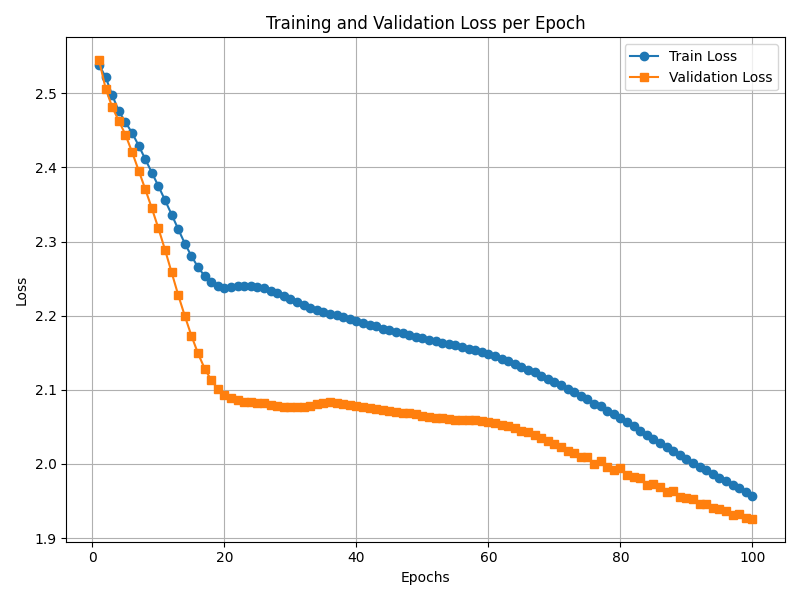 Training and Validation Loss per Epoch
Train Loss
Validation Loss
2.5
2.4
2.3
2.2
2.1
2.0
1.9
Loss
0 20 40 60 80 100
Epochs